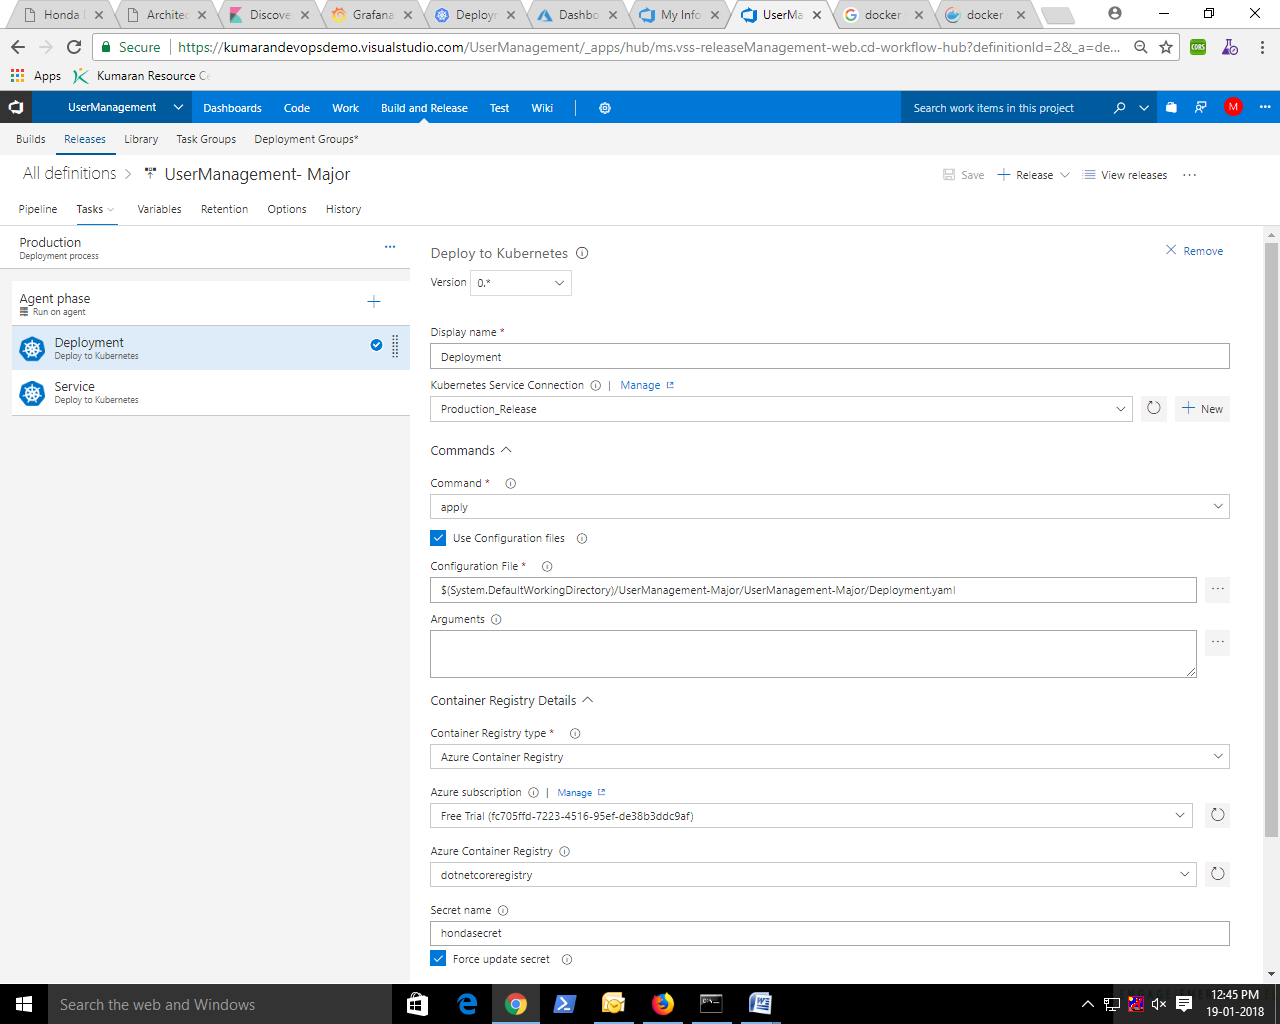 Honda
Architec
Discove
Grafana
Deployn
Dashbo
My Info
UserMa
docker
docker
Secure
https://kumarandevopsdemo.visualstudio.com/UserManagement/_apps/hub/ms.vss-releaseManagement-web.cd-workflow-hub?definitionId=2&_a=de...
Apps
Kumaran Resource Ce
UserManagement
Dashboards
Code
Work
Build and Release
Test
Wiki
Search work items in this project
M
Builds
Releases
Library
Task Groups
Deployment Groups*
All definitions > UserManagement- Major
Save
Release
View releases
Pipeline
Tasks
Variables
Retention
Options
History
Production
Deployment process
Agent phase
Run on agent
Deployment
Deploy to Kubernetes
Service
Deploy to Kubernetes
Deploy to Kubernetes
Remove
Version
0.*
Display name *
Deployment
Kubernetes Service Connection | Manage
Production_Release
New
Commands
Command *
apply
Use Configuration files
Configuration File *
$(System.DefaultWorkingDirectory)/UserManagement-Major/UserManagement-Major/Deployment.yaml
Arguments
Container Registry Details
Container Registry type *
Azure Container Registry
Azure subscription | Manage
Free Trial (fc705ffd-7223-4516-95ef-de38b3ddc9af)
Azure Container Registry
dotnetcoreregistry
Secret name
hondasecret
Force update secret
Search the web and Windows
12:45 PM
19-01-2018